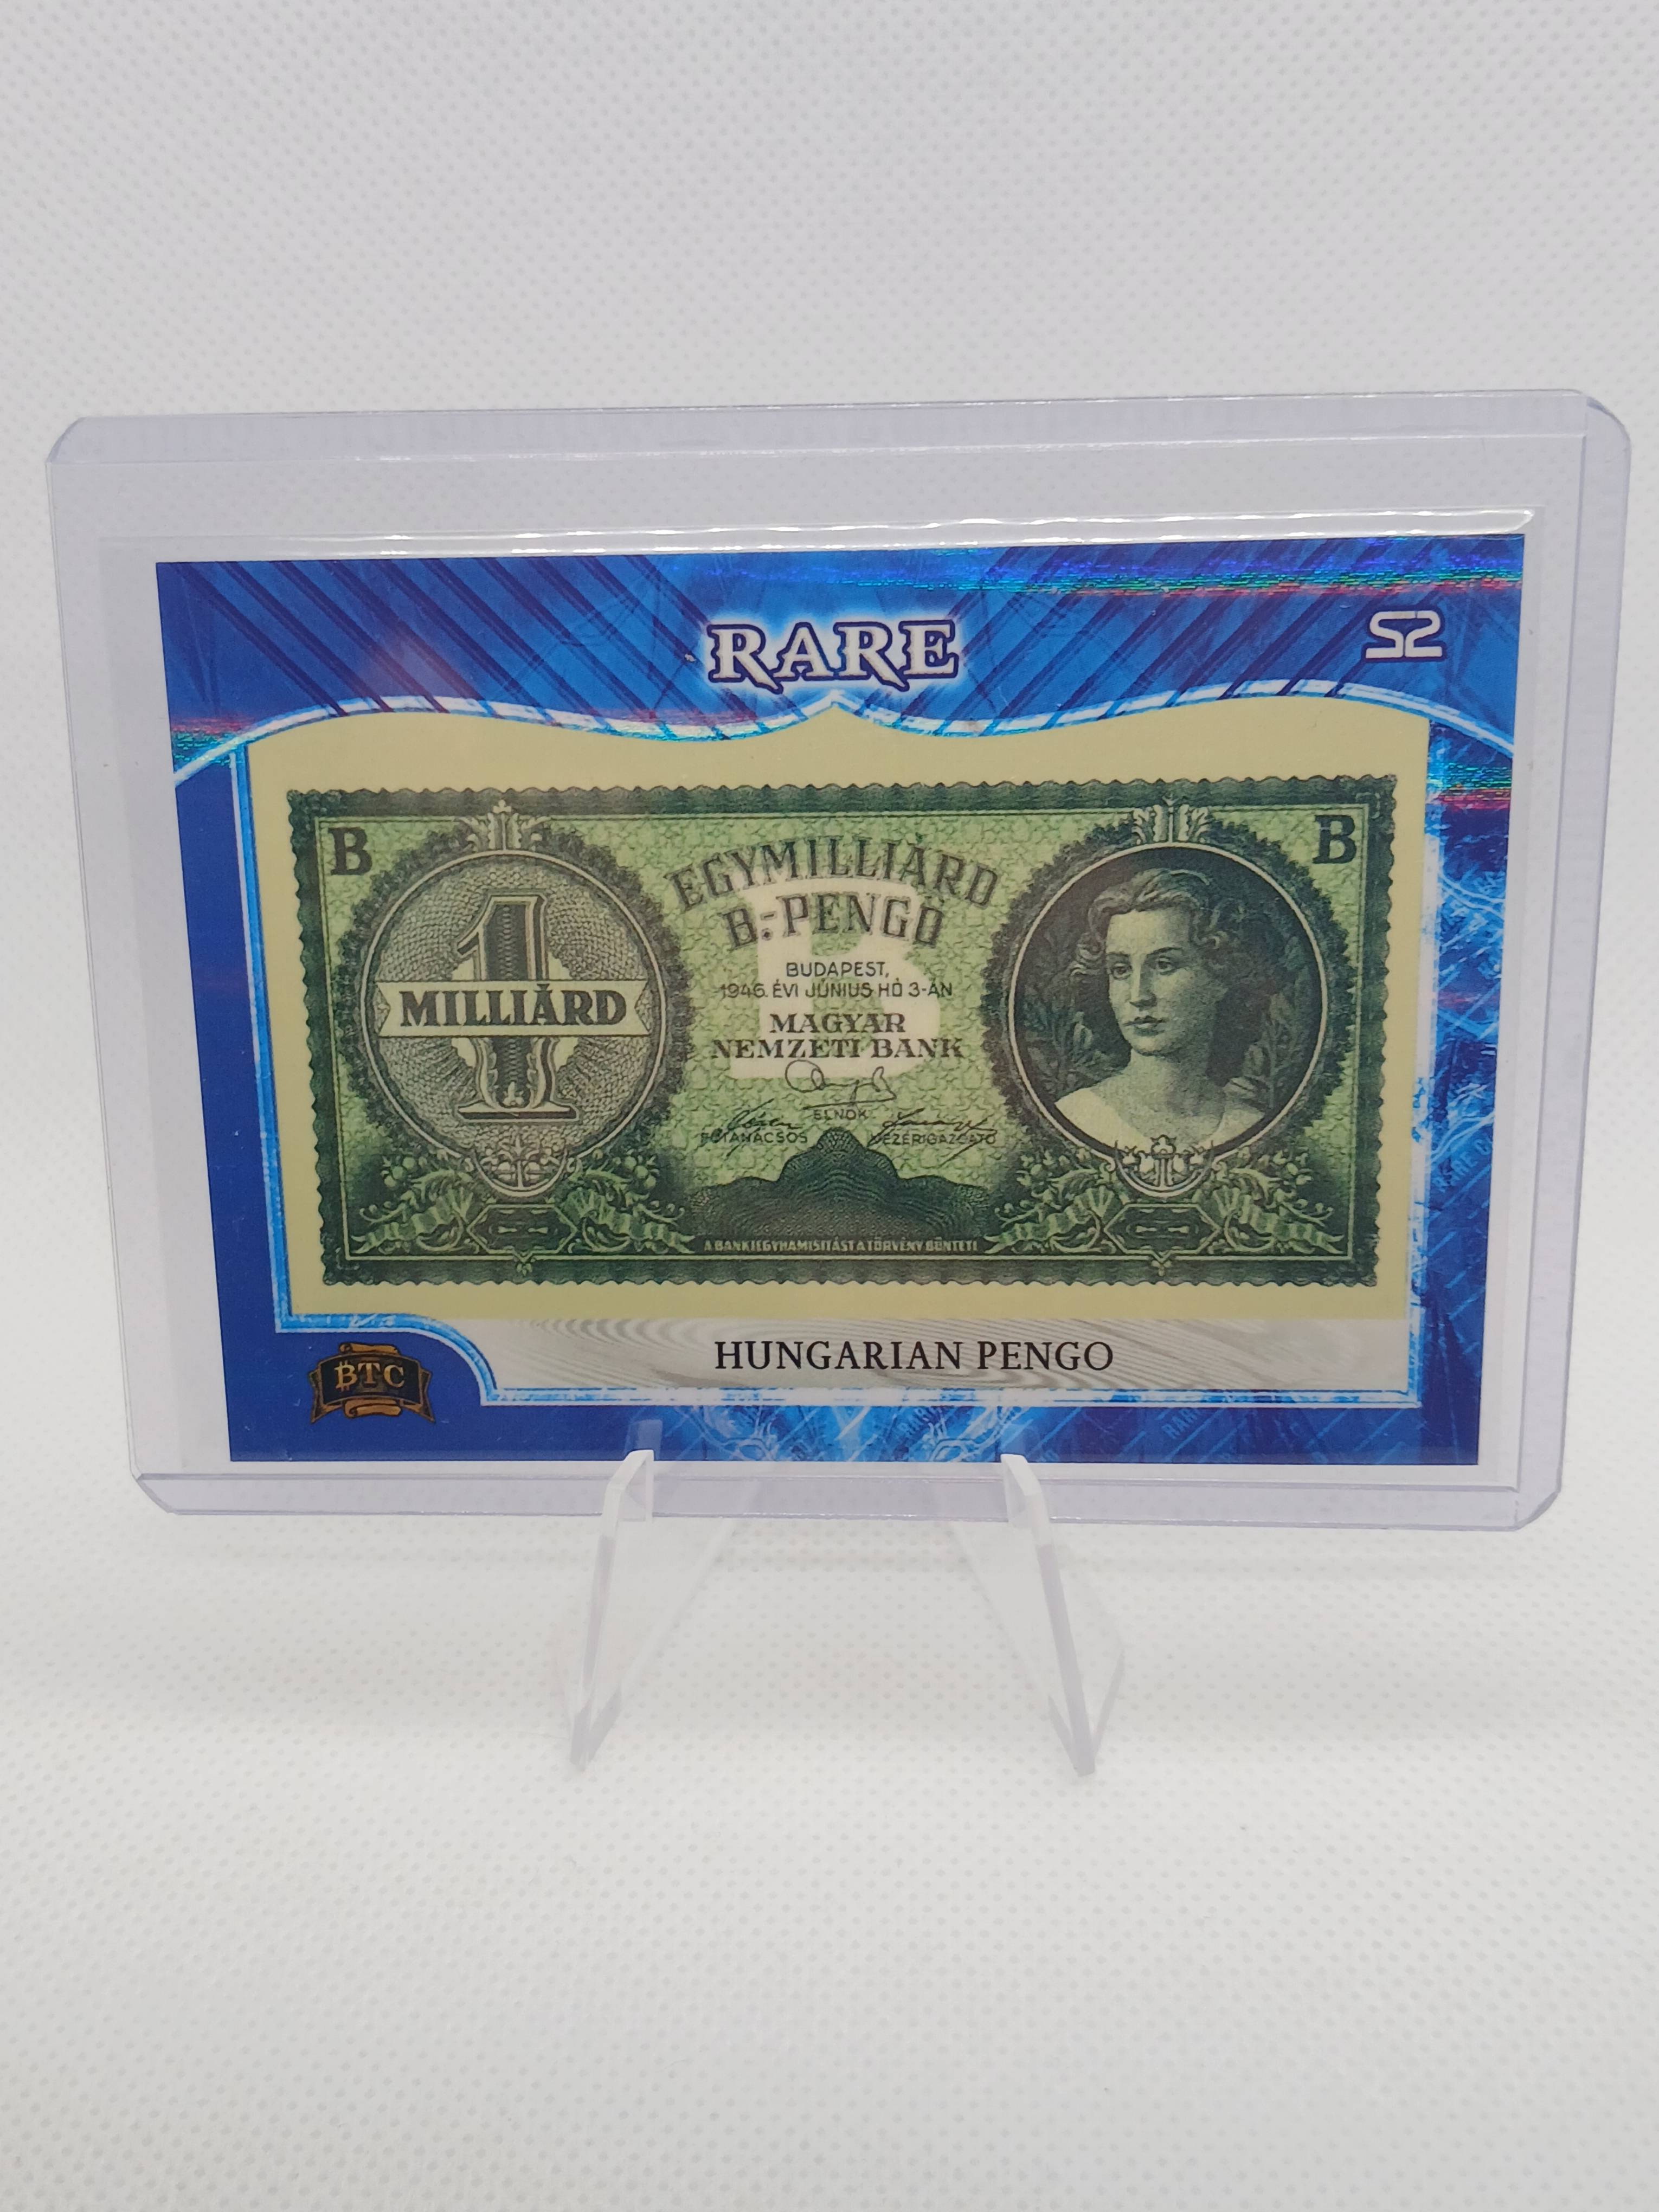 RARE
S2
B
B
EGYMILLIÁRD
B.-PENGŐ
1
MILLIÁRD
BUDAPEST,
1946. ÉVI JÚNIUS HÓ 3-ÁN
MAGYAR
NEMZETI BANK
ELNÖK
FŐTANÁCSOS
VEZÉRIGAZGATÓ
A BANKJEGYHAMISÍTÁST A TÖRVÉNY BÜNTETI
HUNGARIAN PENGO
BTC